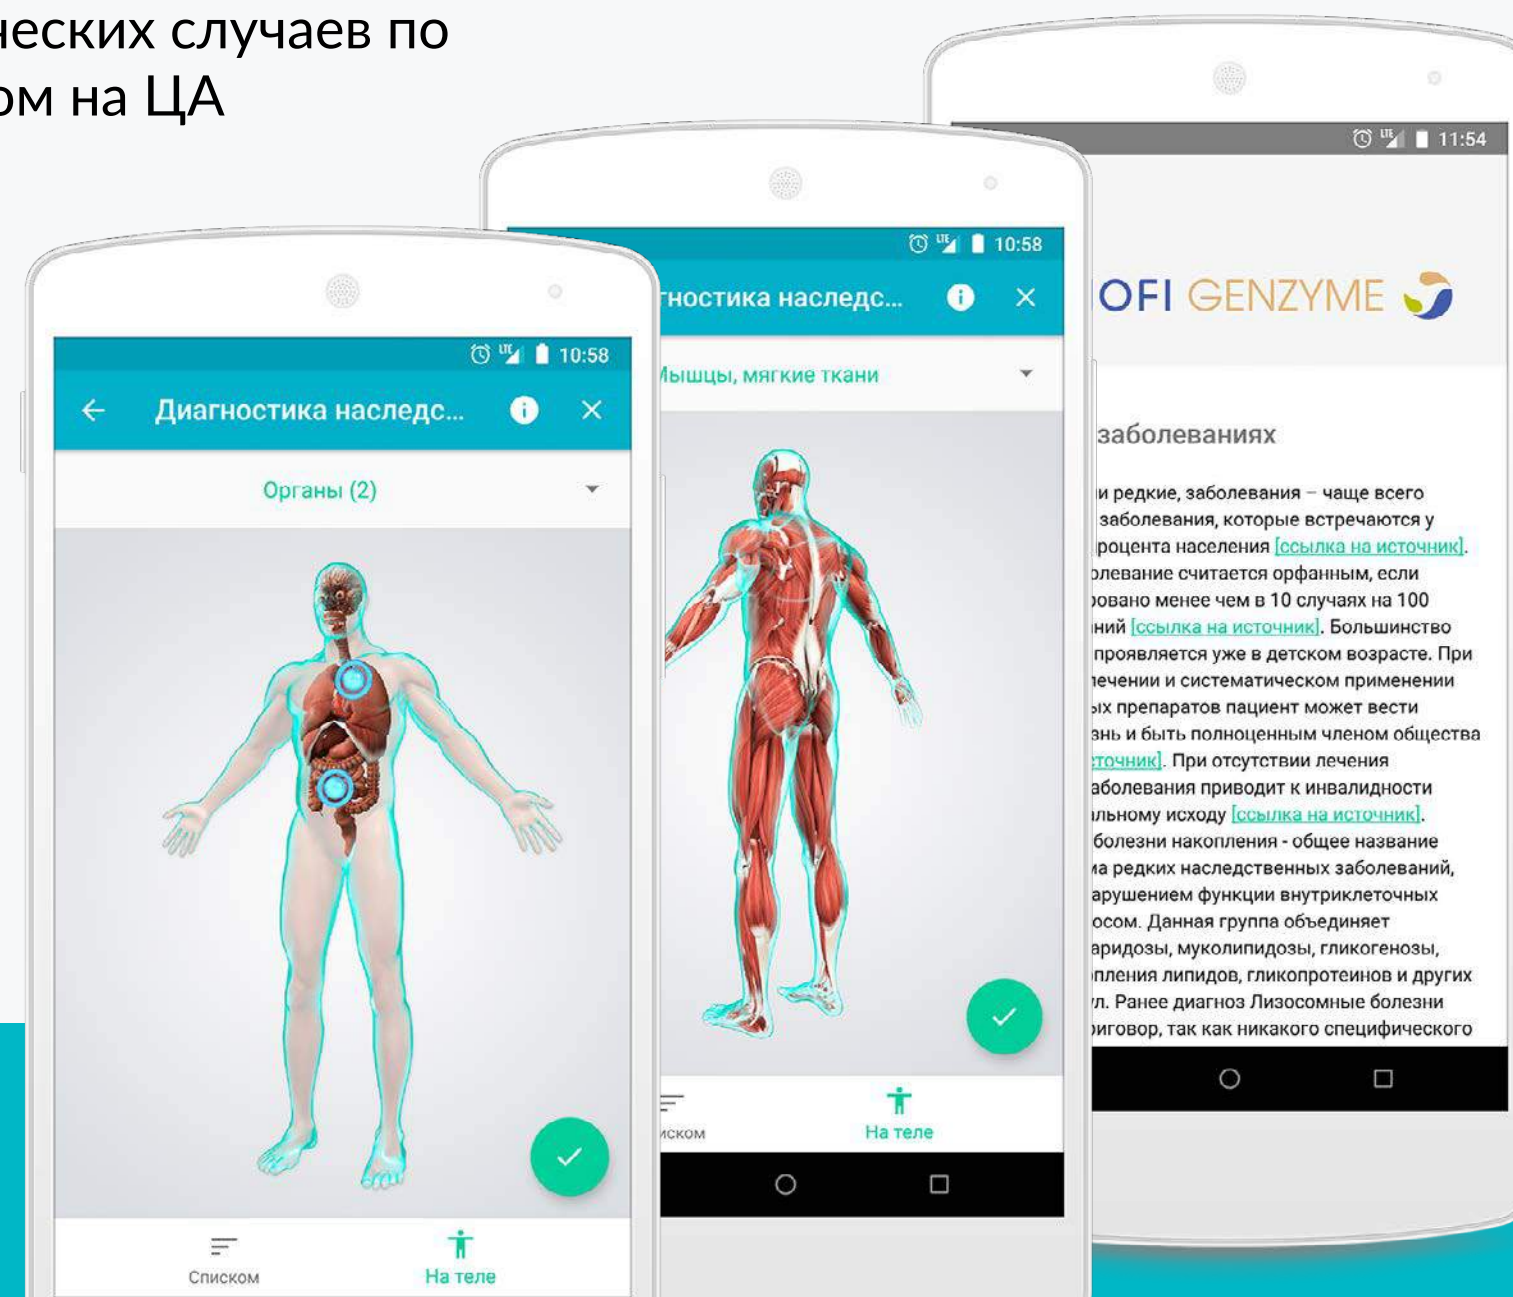 ческих случаев по
ом на ЦА
10:58
Диагностика наследс...
Органы (2)
Списком
На теле
10:58
гностика наследс...
Мышцы, мягкие ткани
иском
На теле
11:54
OFI GENZYME
заболеваниях
и редкие, заболевания – чаще всего
заболевания, которые встречаются у
роцента населения [ссылка на источник].
олевание считается орфанным, если
ровано менее чем в 10 случаях на 100
ний [ссылка на источник]. Большинство
проявляется уже в детском возрасте. При
лечении и систематическом применении
ых препаратов пациент может вести
знь и быть полноценным членом общества
сточник]. При отсутствии лечения
аболевания приводит к инвалидности
льному исходу [ссылка на источник].
болезни накопления - общее название
ма редких наследственных заболеваний,
арушением функции внутриклеточных
осом. Данная группа объединяет
аридозы, муколипидозы, гликогенозы,
пления липидов, гликопротеинов и других
ул. Ранее диагноз Лизосомные болезни
риговор, так как никакого специфического